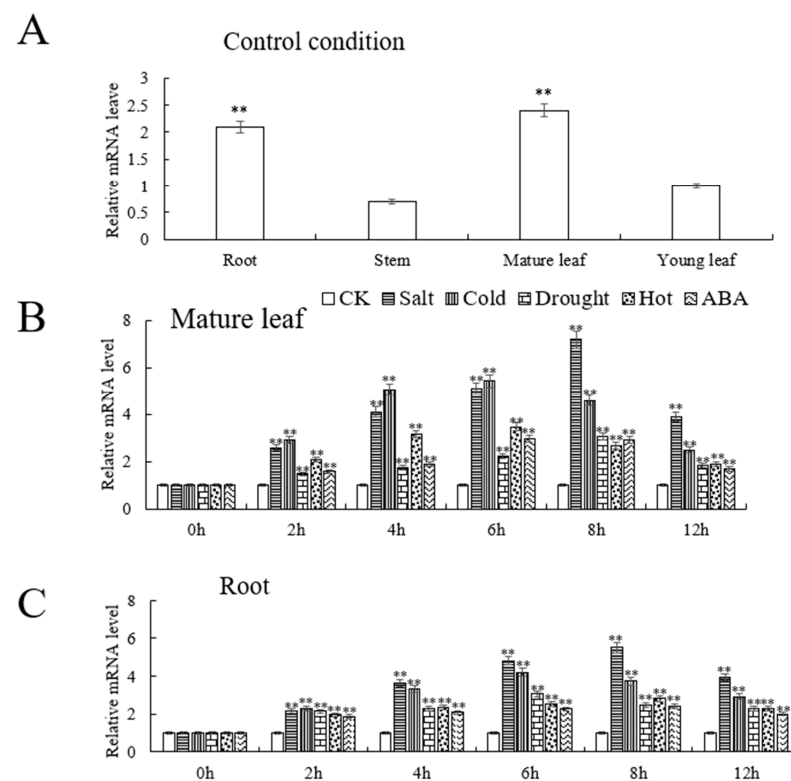 A
Control condition
Relative mRNA leave
3
2.5
2
1.5
1
0.5
0
** **
Root Stem Mature leaf Young leaf
CK Salt Cold Drought Hot ABA
B
Mature leaf
Relative mRNA level
8
6
4
2
0
** ** ** ** **
** ** ** ** **
** ** ** ** **
** ** ** ** **
** ** ** ** **
0h 2h 4h 6h 8h 12h
C
Root
Relative mRNA level
8
6
4
2
0
** ** ** ** **
** ** ** ** **
** ** ** ** **
** ** ** ** **
** ** ** ** **
0h 2h 4h 6h 8h 12h